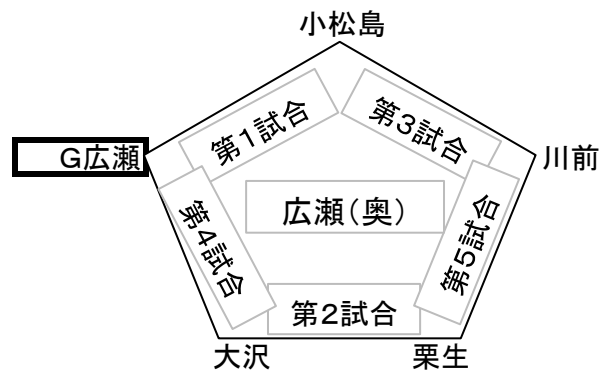 小松島
第1試合
第3試合
G広瀬
川前
広瀬(奥)
第4試合
第5試合
第2試合
大沢
栗生